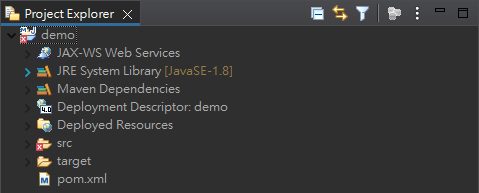 Project Explorer
demo
JAX-WS Web Services
JRE System Library [JavaSE-1.8]
Maven Dependencies
Deployment Descriptor: demo
Deployed Resources
src
target
pom.xml